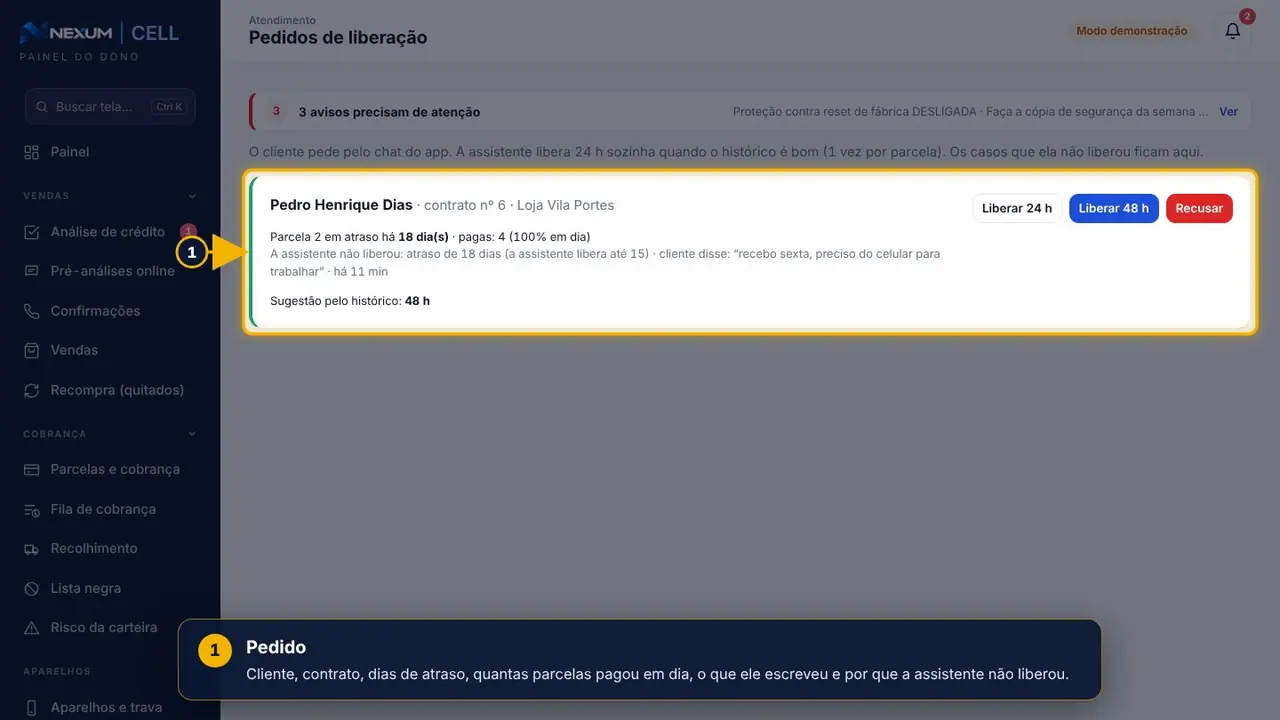 NEXUM | CELL
PAINEL DO DONO
Buscar tela... Ctrl K
Painel
VENDAS
Análise de crédito 1
Pré-análises online
Confirmações
Vendas
Recompra (quitados)
COBRANÇA
Parcelas e cobrança
Fila de cobrança
Recolhimento
Lista negra
Risco da carteira
APARELHOS
Aparelhos e trava
Atendimento
Pedidos de liberação
Modo demonstração
2
3 3 avisos precisam de atenção
Proteção contra reset de fábrica DESLIGADA · Faça a cópia de segurança da semana ... Ver
O cliente pede pelo chat do app. A assistente libera 24 h sozinha quando o histórico é bom (1 vez por parcela). Os casos que ela não liberou ficam aqui.
1
Pedro Henrique Dias · contrato nº 6 · Loja Vila Portes
Liberar 24 h Liberar 48 h Recusar
Parcela 2 em atraso há 18 dia(s) · pagas: 4 (100% em dia)
A assistente não liberou: atraso de 18 dias (a assistente libera até 15) · cliente disse: “recebo sexta, preciso do celular para
trabalhar” · há 11 min
Sugestão pelo histórico: 48 h
1 Pedido
Cliente, contrato, dias de atraso, quantas parcelas pagou em dia, o que ele escreveu e por que a assistente não liberou.